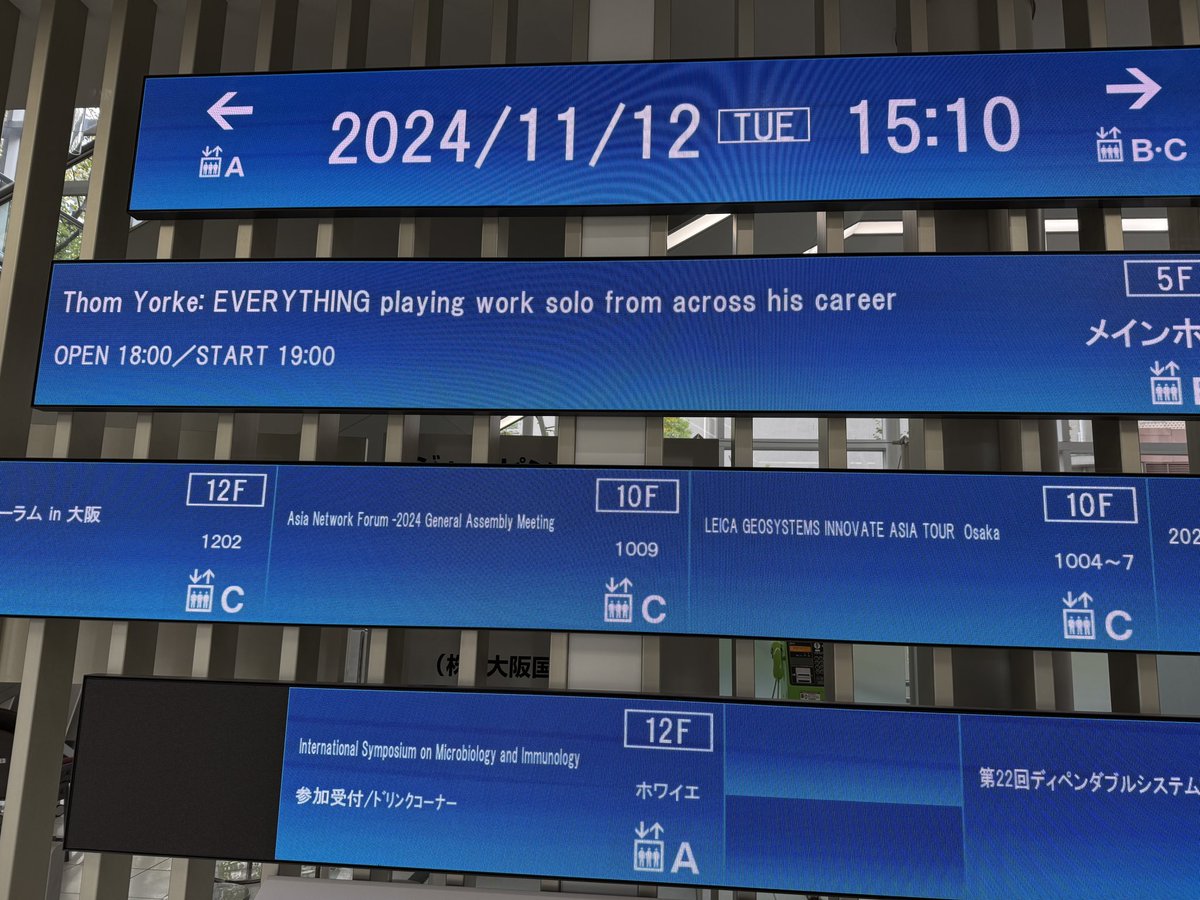 ← 2024/11/12 TUE 15:10 →
A B・C
Thom Yorke: EVERYTHING playing work solo from across his career 5F
OPEN 18:00／START 19:00 メインホ
ーラム in 大阪
12F
1202
C
Asia Network Forum -2024 General Assembly Meeting
10F
1009
C
LEICA GEOSYSTEMS INNOVATE ASIA TOUR Osaka
10F
1004～7
C
202
（株 大阪国
International Symposium on Microbiology and Immunology
参加受付/ﾄﾞﾘﾝｸコーナー
12F
ホワイエ
A
第22回ディペンダブルシステム